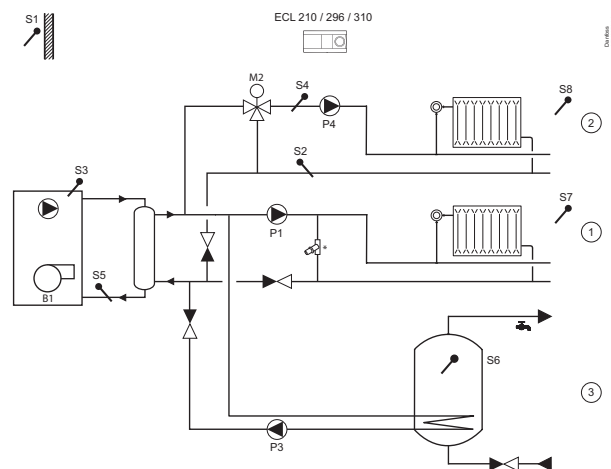 ECL 210 / 296 / 310
Danfoss
S1
M2
S4
S8
P4
2
S2
S3
S7
P1
1
*
S5
B1
S6
3
P3